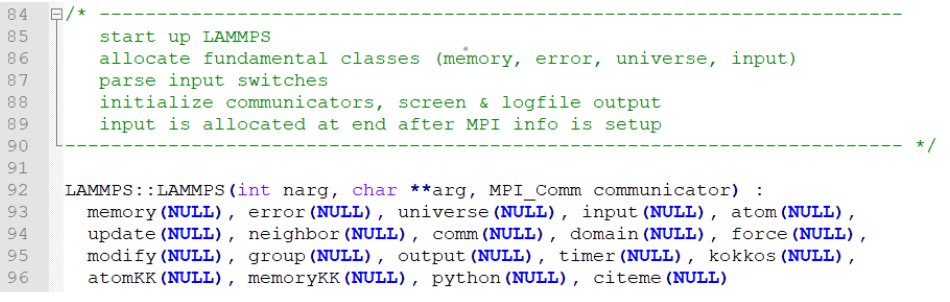 84 /* ----------------------------------------------------------------------
85 start up LAMMPS
86 allocate fundamental classes (memory, error, universe, input)
87 parse input switches
88 initialize communicators, screen & logfile output
89 input is allocated at end after MPI info is setup
90 ------------------------------------------------------------------------- */
91
92 LAMMPS::LAMMPS(int narg, char **arg, MPI_Comm communicator) :
93 memory(NULL), error(NULL), universe(NULL), input(NULL), atom(NULL),
94 update(NULL), neighbor(NULL), comm(NULL), domain(NULL), force(NULL),
95 modify(NULL), group(NULL), output(NULL), timer(NULL), kokkos(NULL),
96 atomKK(NULL), memoryKK(NULL), python(NULL), citeme(NULL)